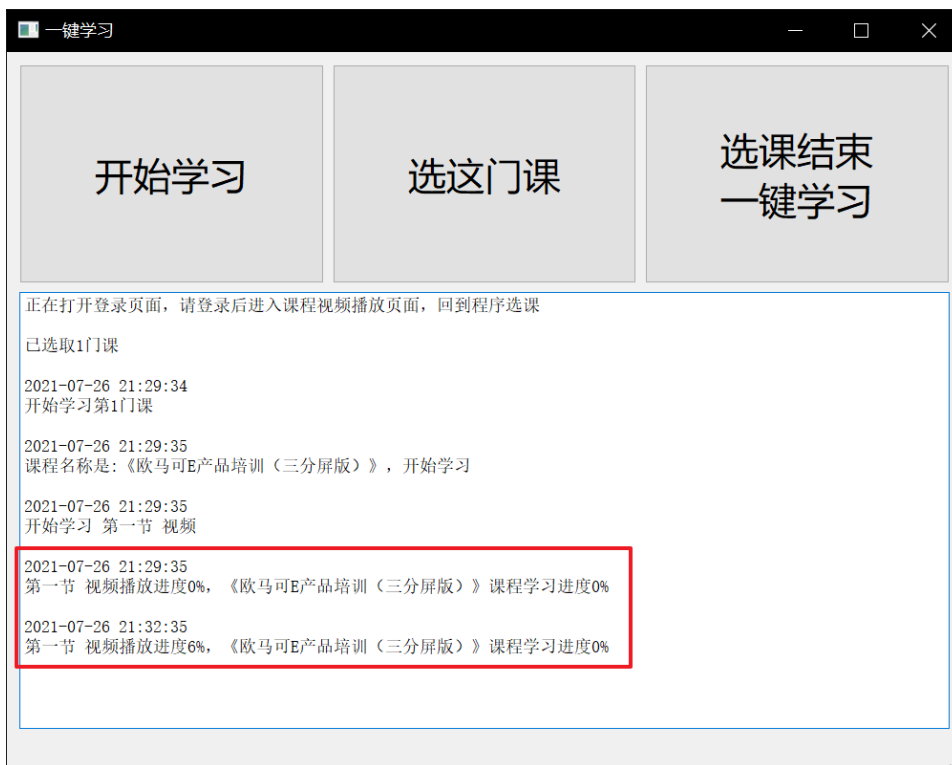 一键学习
开始学习
选这门课
选课结束
一键学习
正在打开登录页面，请登录后进入课程视频播放页面，回到程序选课
已选取1门课
2021-07-26 21:29:34
开始学习第1门课
2021-07-26 21:29:35
课程名称是:《欧马可E产品培训（三分屏版）》，开始学习
2021-07-26 21:29:35
开始学习 第一节 视频
2021-07-26 21:29:35
第一节 视频播放进度0%，《欧马可E产品培训（三分屏版）》课程学习进度0%
2021-07-26 21:32:35
第一节 视频播放进度6%，《欧马可E产品培训（三分屏版）》课程学习进度0%